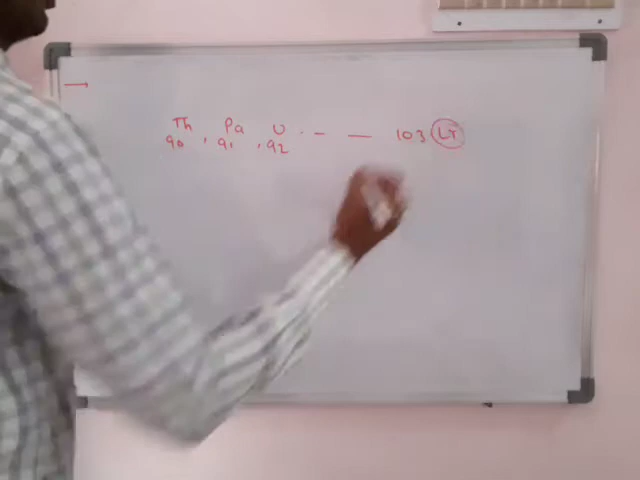 →
Th Pa U
90 , 91 , 92 · – — 103 Lr